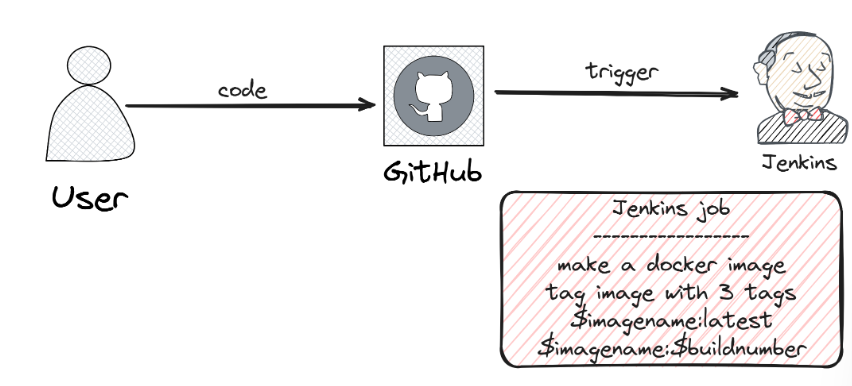 code
trigger
User
GitHub
Jenkins
Jenkins job
-----------------
make a docker image
tag image with 3 tags
$imagename:latest
$imagename:$buildnumber